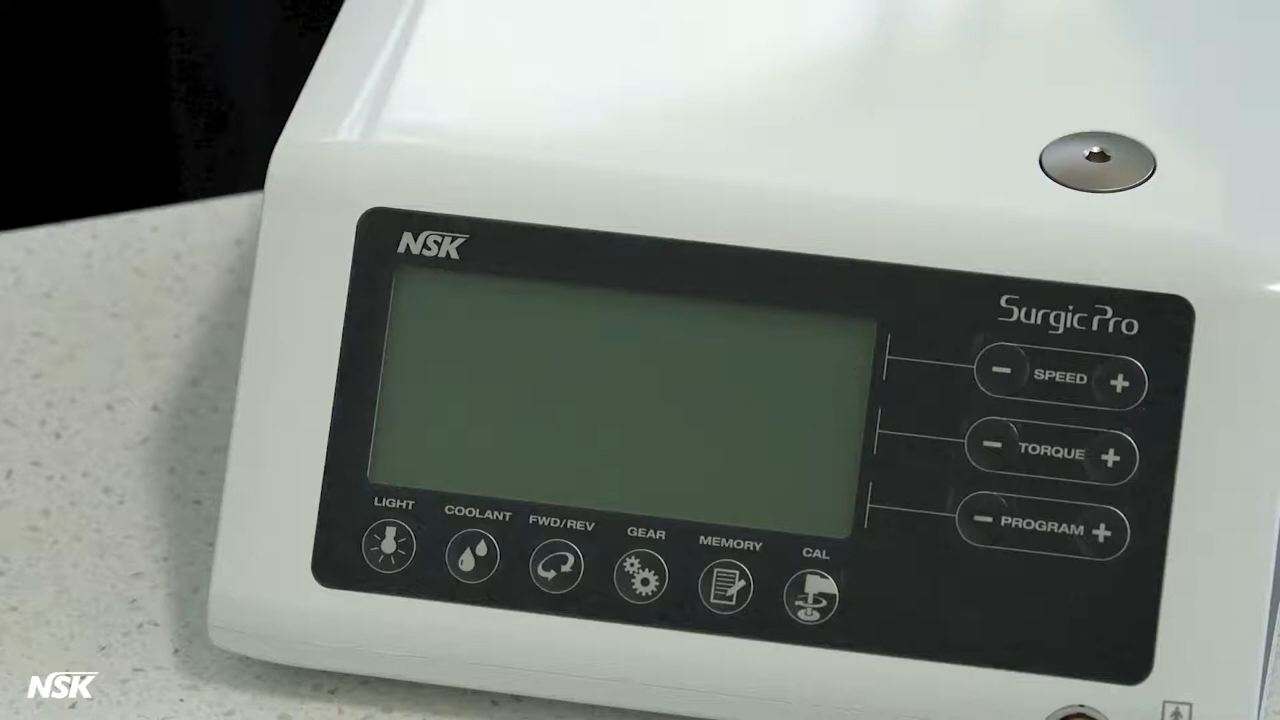 NSK
Surgic Pro
− SPEED +
− TORQUE +
− PROGRAM +
LIGHT
COOLANT
FWD/REV
GEAR
MEMORY
CAL
NSK